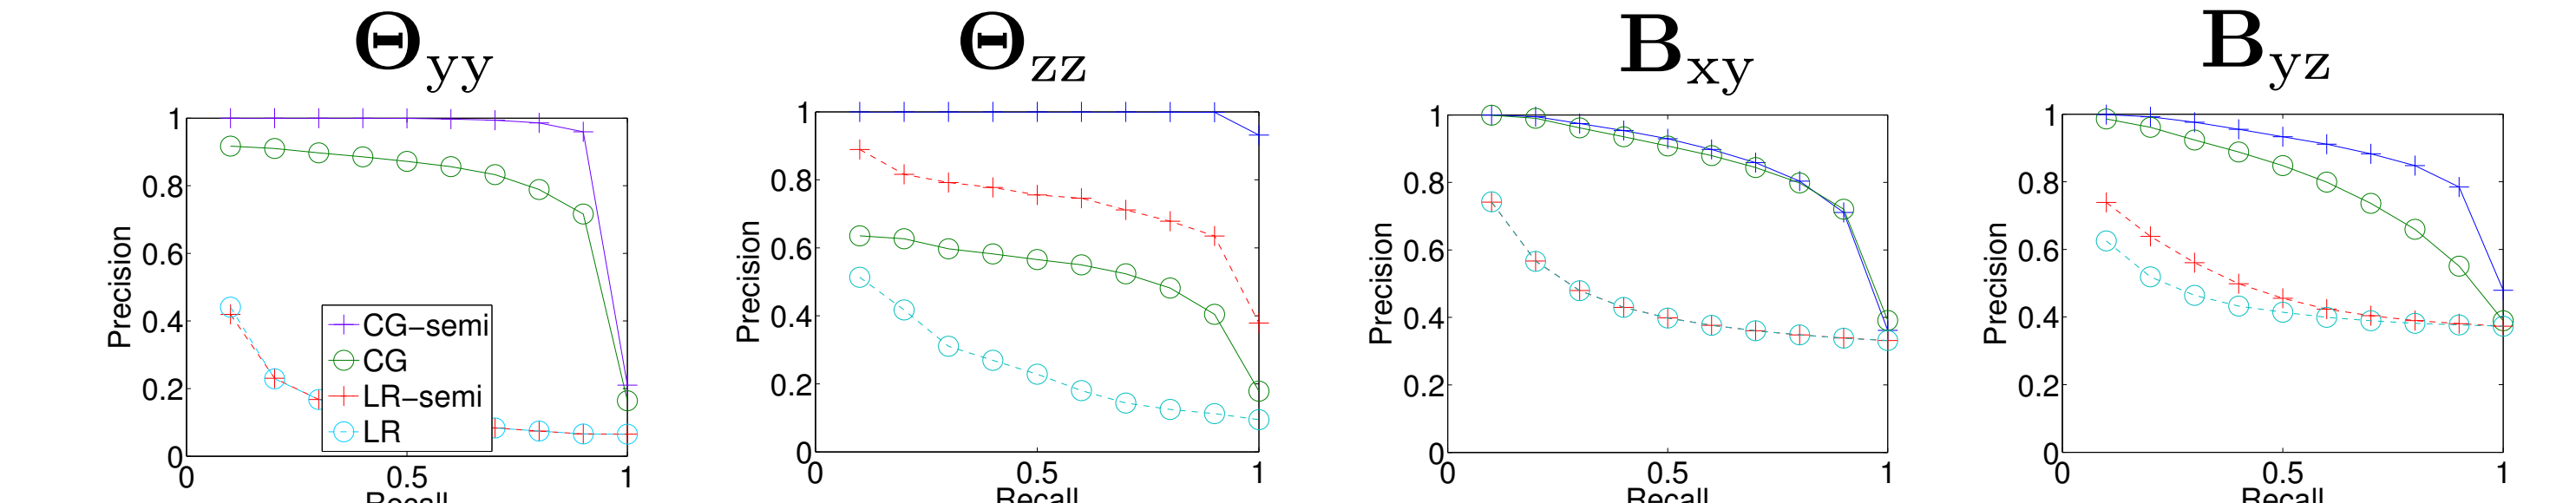 Θyy
Precision
1
0.8
0.6
0.4
0.2
0
0
0.5
1
Recall
CG-semi
CG
LR-semi
LR
Θzz
Precision
1
0.8
0.6
0.4
0.2
0
0
0.5
1
Recall
Bxy
Precision
1
0.8
0.6
0.4
0.2
0
0
0.5
1
Recall
Byz
Precision
1
0.8
0.6
0.4
0.2
0
0
0.5
1
Recall